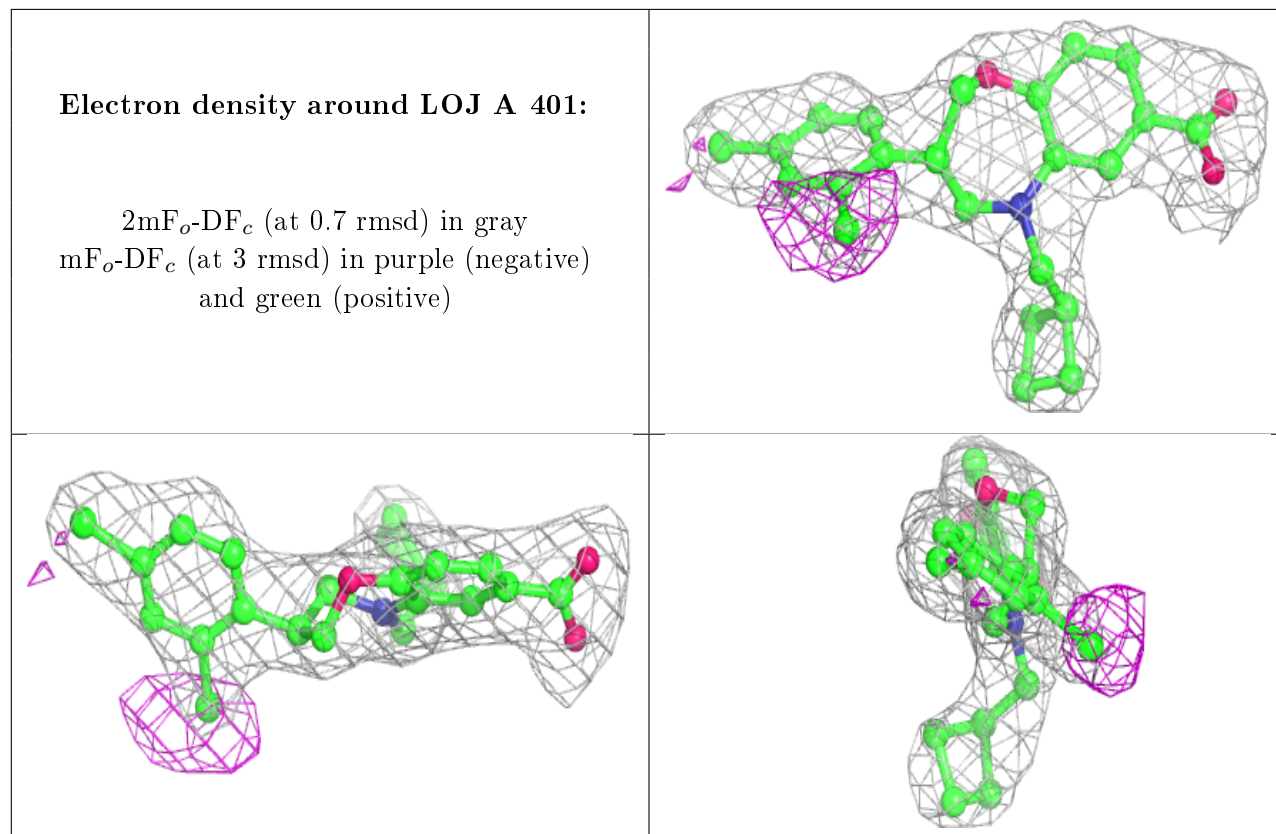 Electron density around LOJ A 401:
2mFo-DFc (at 0.7 rmsd) in gray
mFo-DFc (at 3 rmsd) in purple (negative)
and green (positive)